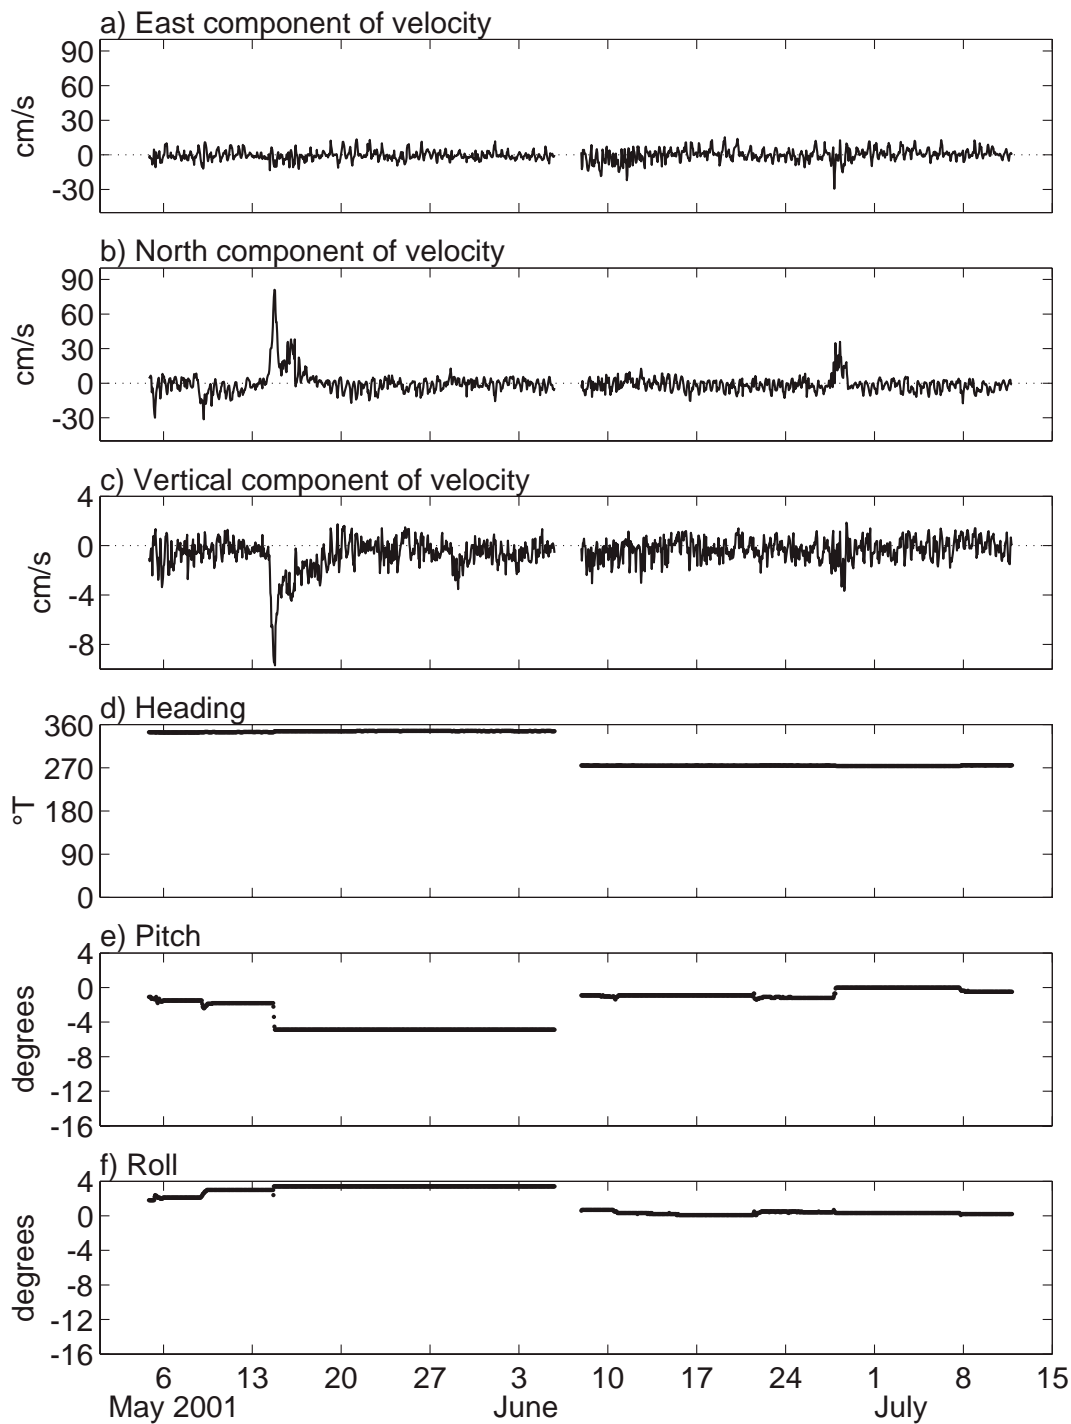 a) East component of velocity
90
60
30
0
-30
cm/s
b) North component of velocity
90
60
30
0
-30
cm/s
c) Vertical component of velocity
4
0
-4
-8
cm/s
d) Heading
360
270
180
90
0
°T
e) Pitch
4
0
-4
-8
-12
-16
degrees
f) Roll
4
0
-4
-8
-12
-16
degrees
6 13 20 27 3 10 17 24 1 8 15
May 2001 June July